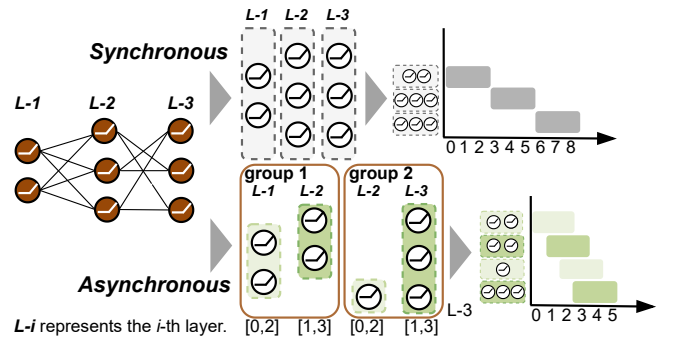 L-1 L-2 L-3
Synchronous
L-1 L-2 L-3
0 1 2 3 4 5 6 7 8
group 1 group 2
L-1 L-2 L-2 L-3
Asynchronous
L-3
0 1 2 3 4 5
L-i represents the i-th layer.
[0,2] [1,3] [0,2] [1,3]